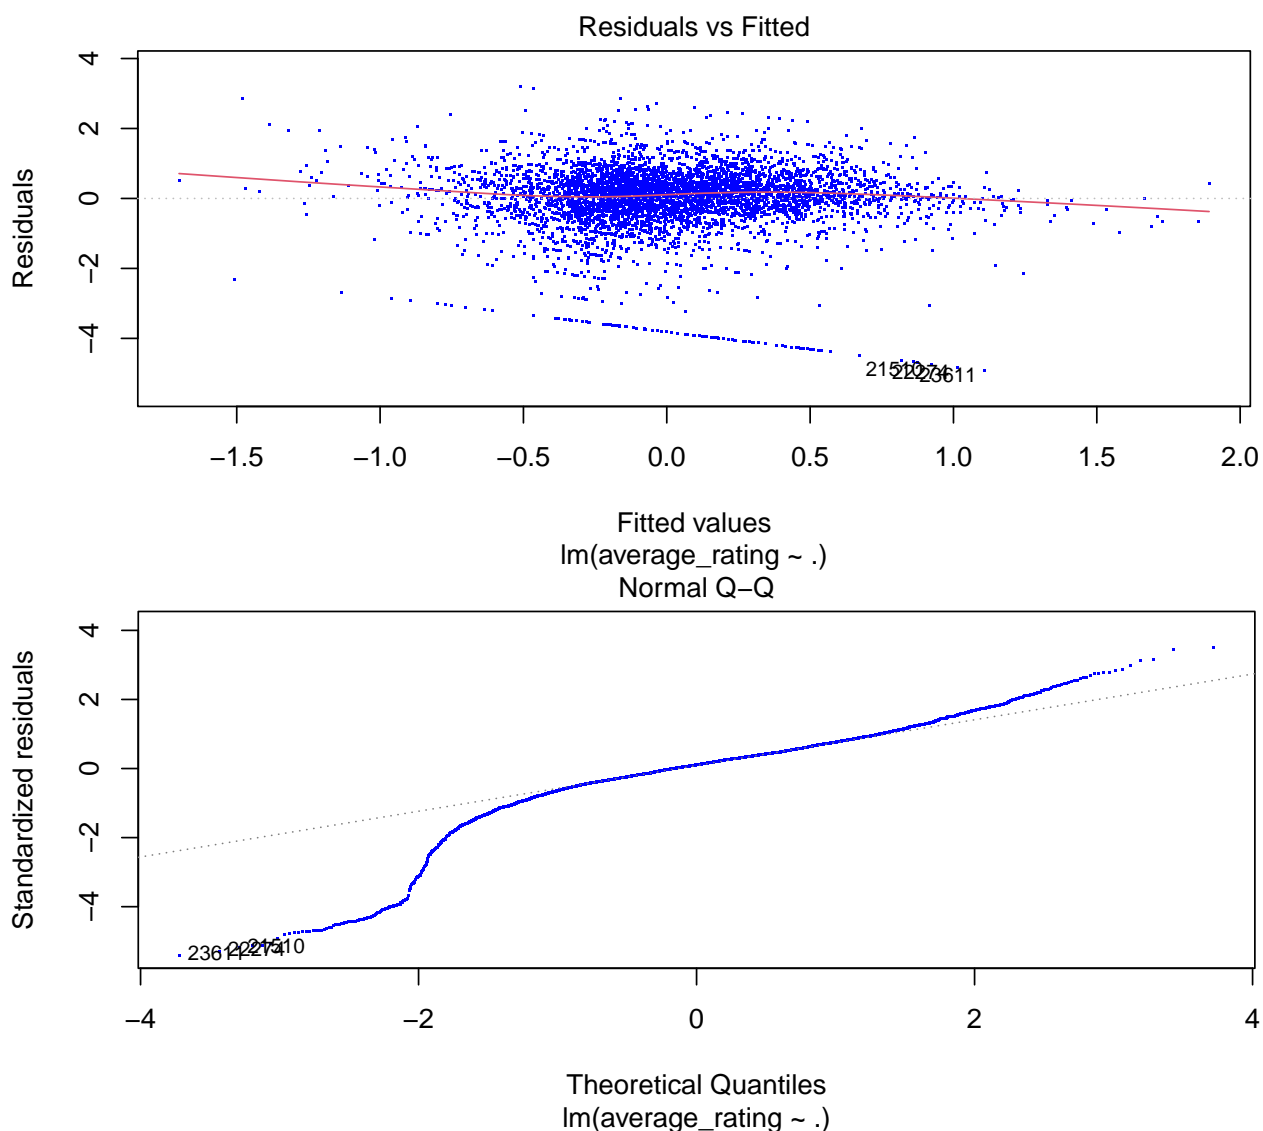 Residuals vs Fitted
4
2
0
−2
−4
Residuals
21510
22274
23611
−1.5 −1.0 −0.5 0.0 0.5 1.0 1.5 2.0
Fitted values
lm(average_rating ~ .)
Normal Q−Q
4
2
0
−2
−4
Standardized residuals
23611
22274
21510
−4 −2 0 2 4
Theoretical Quantiles
lm(average_rating ~ .)